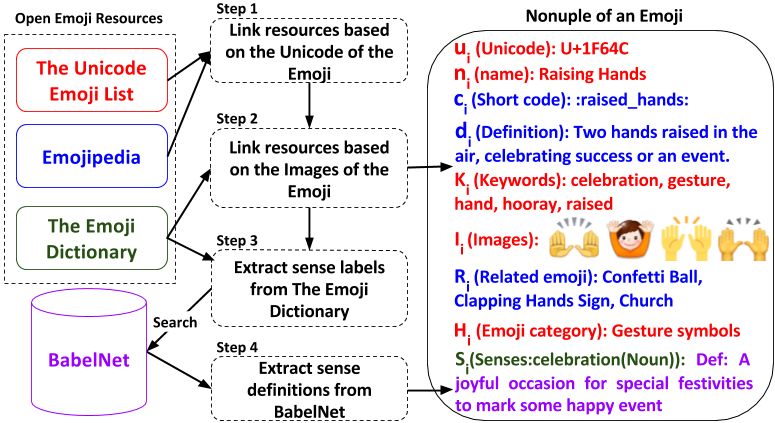 Open Emoji Resources
The Unicode
Emoji List
Emojipedia
The Emoji
Dictionary
BabelNet
Search
Step 1
Link resources based
on the Unicode of the
Emoji
Step 2
Link resources based
on the Images of the
Emoji
Step 3
Extract sense labels
from The Emoji
Dictionary
Step 4
Extract sense
definitions from
BabelNet
Nonuple of an Emoji
ui (Unicode): U+1F64C
ni (name): Raising Hands
ci (Short code): :raised_hands:
di (Definition): Two hands raised in the
air, celebrating success or an event.
Ki (Keywords): celebration, gesture,
hand, hooray, raised
Ii (Images):
Ri (Related emoji): Confetti Ball,
Clapping Hands Sign, Church
Hi (Emoji category): Gesture symbols
Si(Senses:celebration(Noun)): Def: A
joyful occasion for special festivities
to mark some happy event